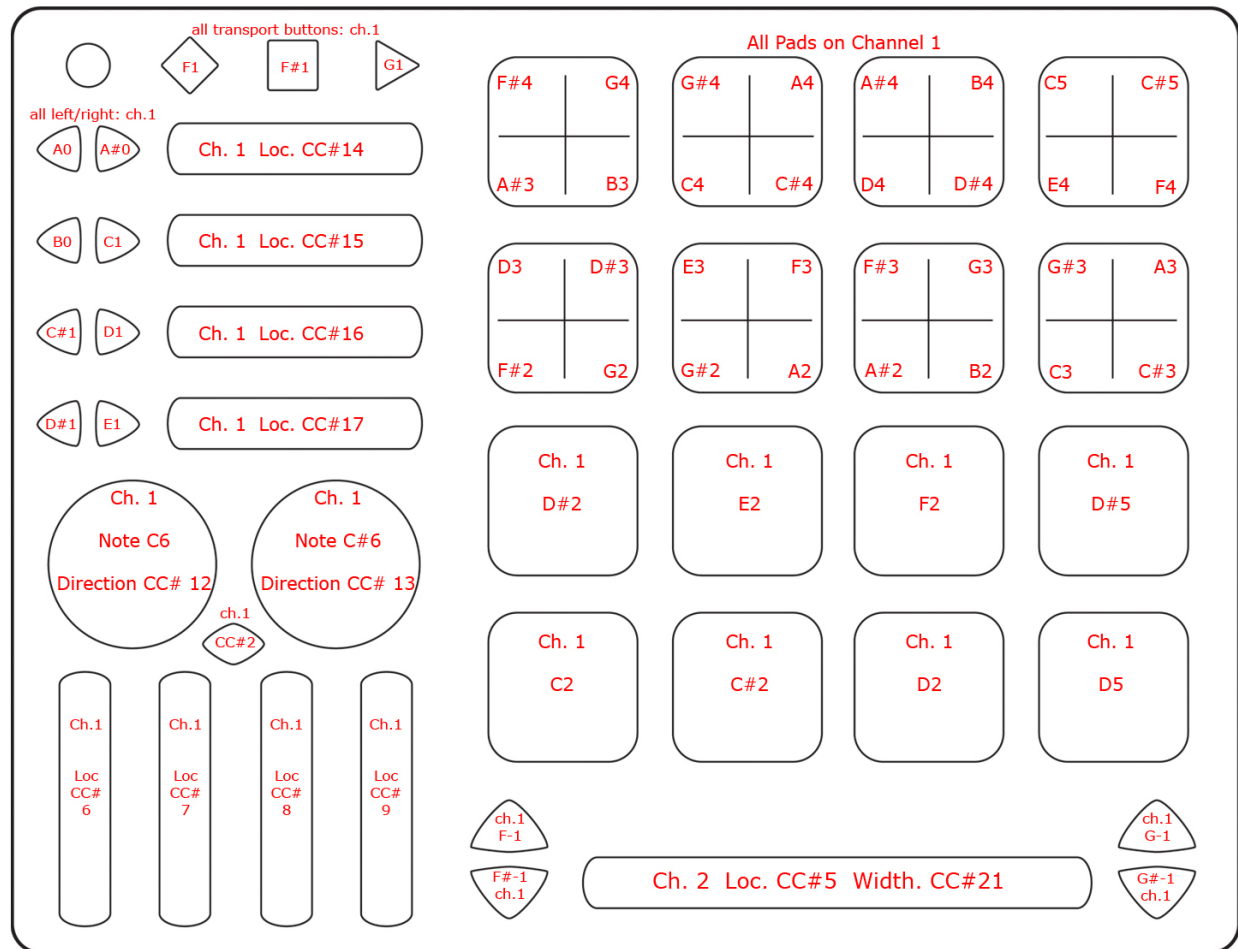 all transport buttons: ch.1
F1
F#1
G1
all left/right: ch.1
A0
A#0
Ch. 1 Loc. CC#14
B0
C1
Ch. 1 Loc. CC#15
C#1
D1
Ch. 1 Loc. CC#16
D#1
E1
Ch. 1 Loc. CC#17
Ch. 1
Note C6
Direction CC# 12
Ch. 1
Note C#6
Direction CC# 13
ch.1
CC#2
Ch.1
Loc
CC#
6
Ch.1
Loc
CC#
7
Ch.1
Loc
CC#
8
Ch.1
Loc
CC#
9
All Pads on Channel 1
F#4 G4
A#3 B3
G#4 A4
C4 C#4
A#4 B4
D4 D#4
C5 C#5
E4 F4
D3 D#3
F#2 G2
E3 F3
G#2 A2
F#3 G3
A#2 B2
G#3 A3
C3 C#3
Ch. 1
D#2
Ch. 1
E2
Ch. 1
F2
Ch. 1
D#5
Ch. 1
C2
Ch. 1
C#2
Ch. 1
D2
Ch. 1
D5
ch.1
F-1
F#-1
ch.1
Ch. 2 Loc. CC#5 Width. CC#21
ch.1
G-1
G#-1
ch.1